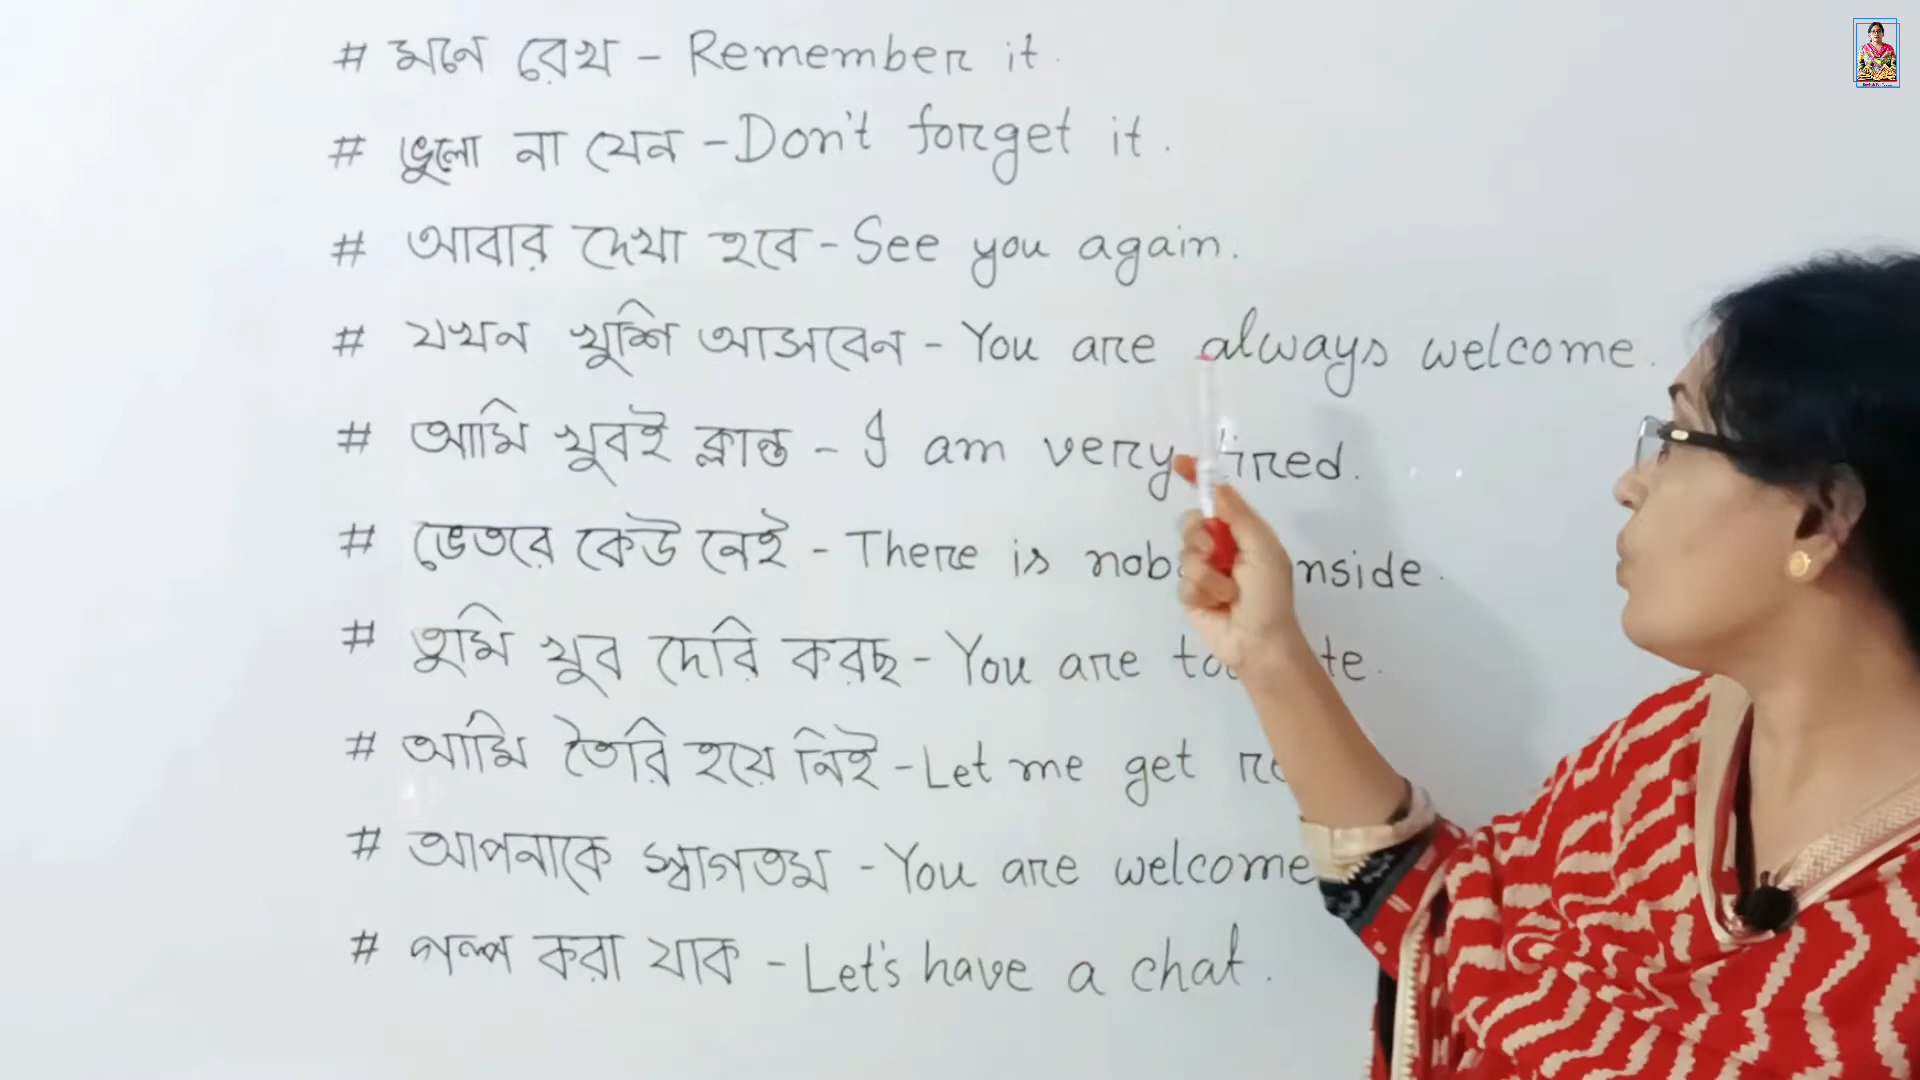 # মনে রেখ - Remember it.
# ভুলো না যেন - Don't forget it.
# আবার দেখা হবে - See you again.
# যখন খুশি আসবেন - You are always welcome.
# আমি খুবই ক্লান্ত - I am very tired.
# ভেতরে কেউ নেই - There is
# তুমি খুব দেরি করছ - You are
# আমি তৈরি হয়ে নিই - Let me get
# আপনাকে স্বাগতম - You are welcome
# গল্প করা যাক - Let's have a chat.